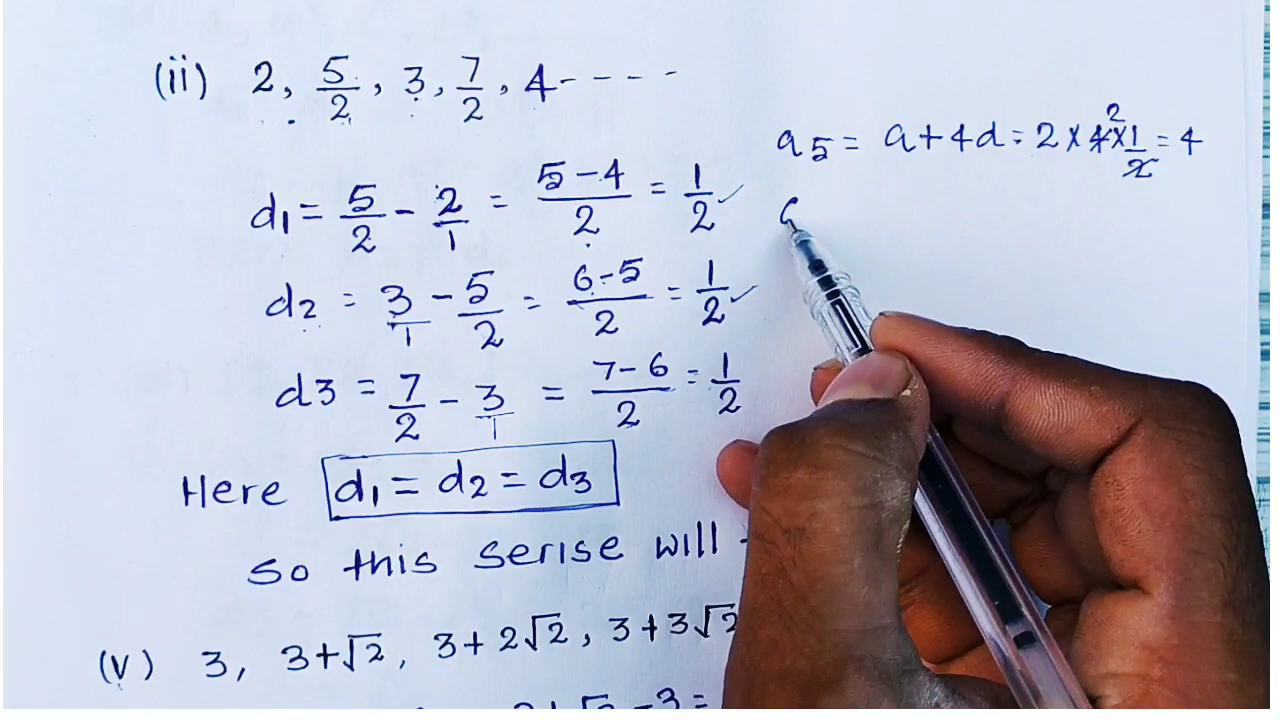 (ii) 2, 5/2, 3, 7/2, 4 - - - -
a5 = a + 4d = 2 × 4 2 × 1/2 = 4
d1 = 5/2 - 2/1 = 5-4/2 = 1/2 ✓
d2 = 3/1 - 5/2 = 6-5/2 = 1/2 ✓
d3 = 7/2 - 3/1 = 7-6/2 = 1/2
Here d1 = d2 = d3
So this serise will
(v) 3, 3+√2, 3+2√2, 3+3√2